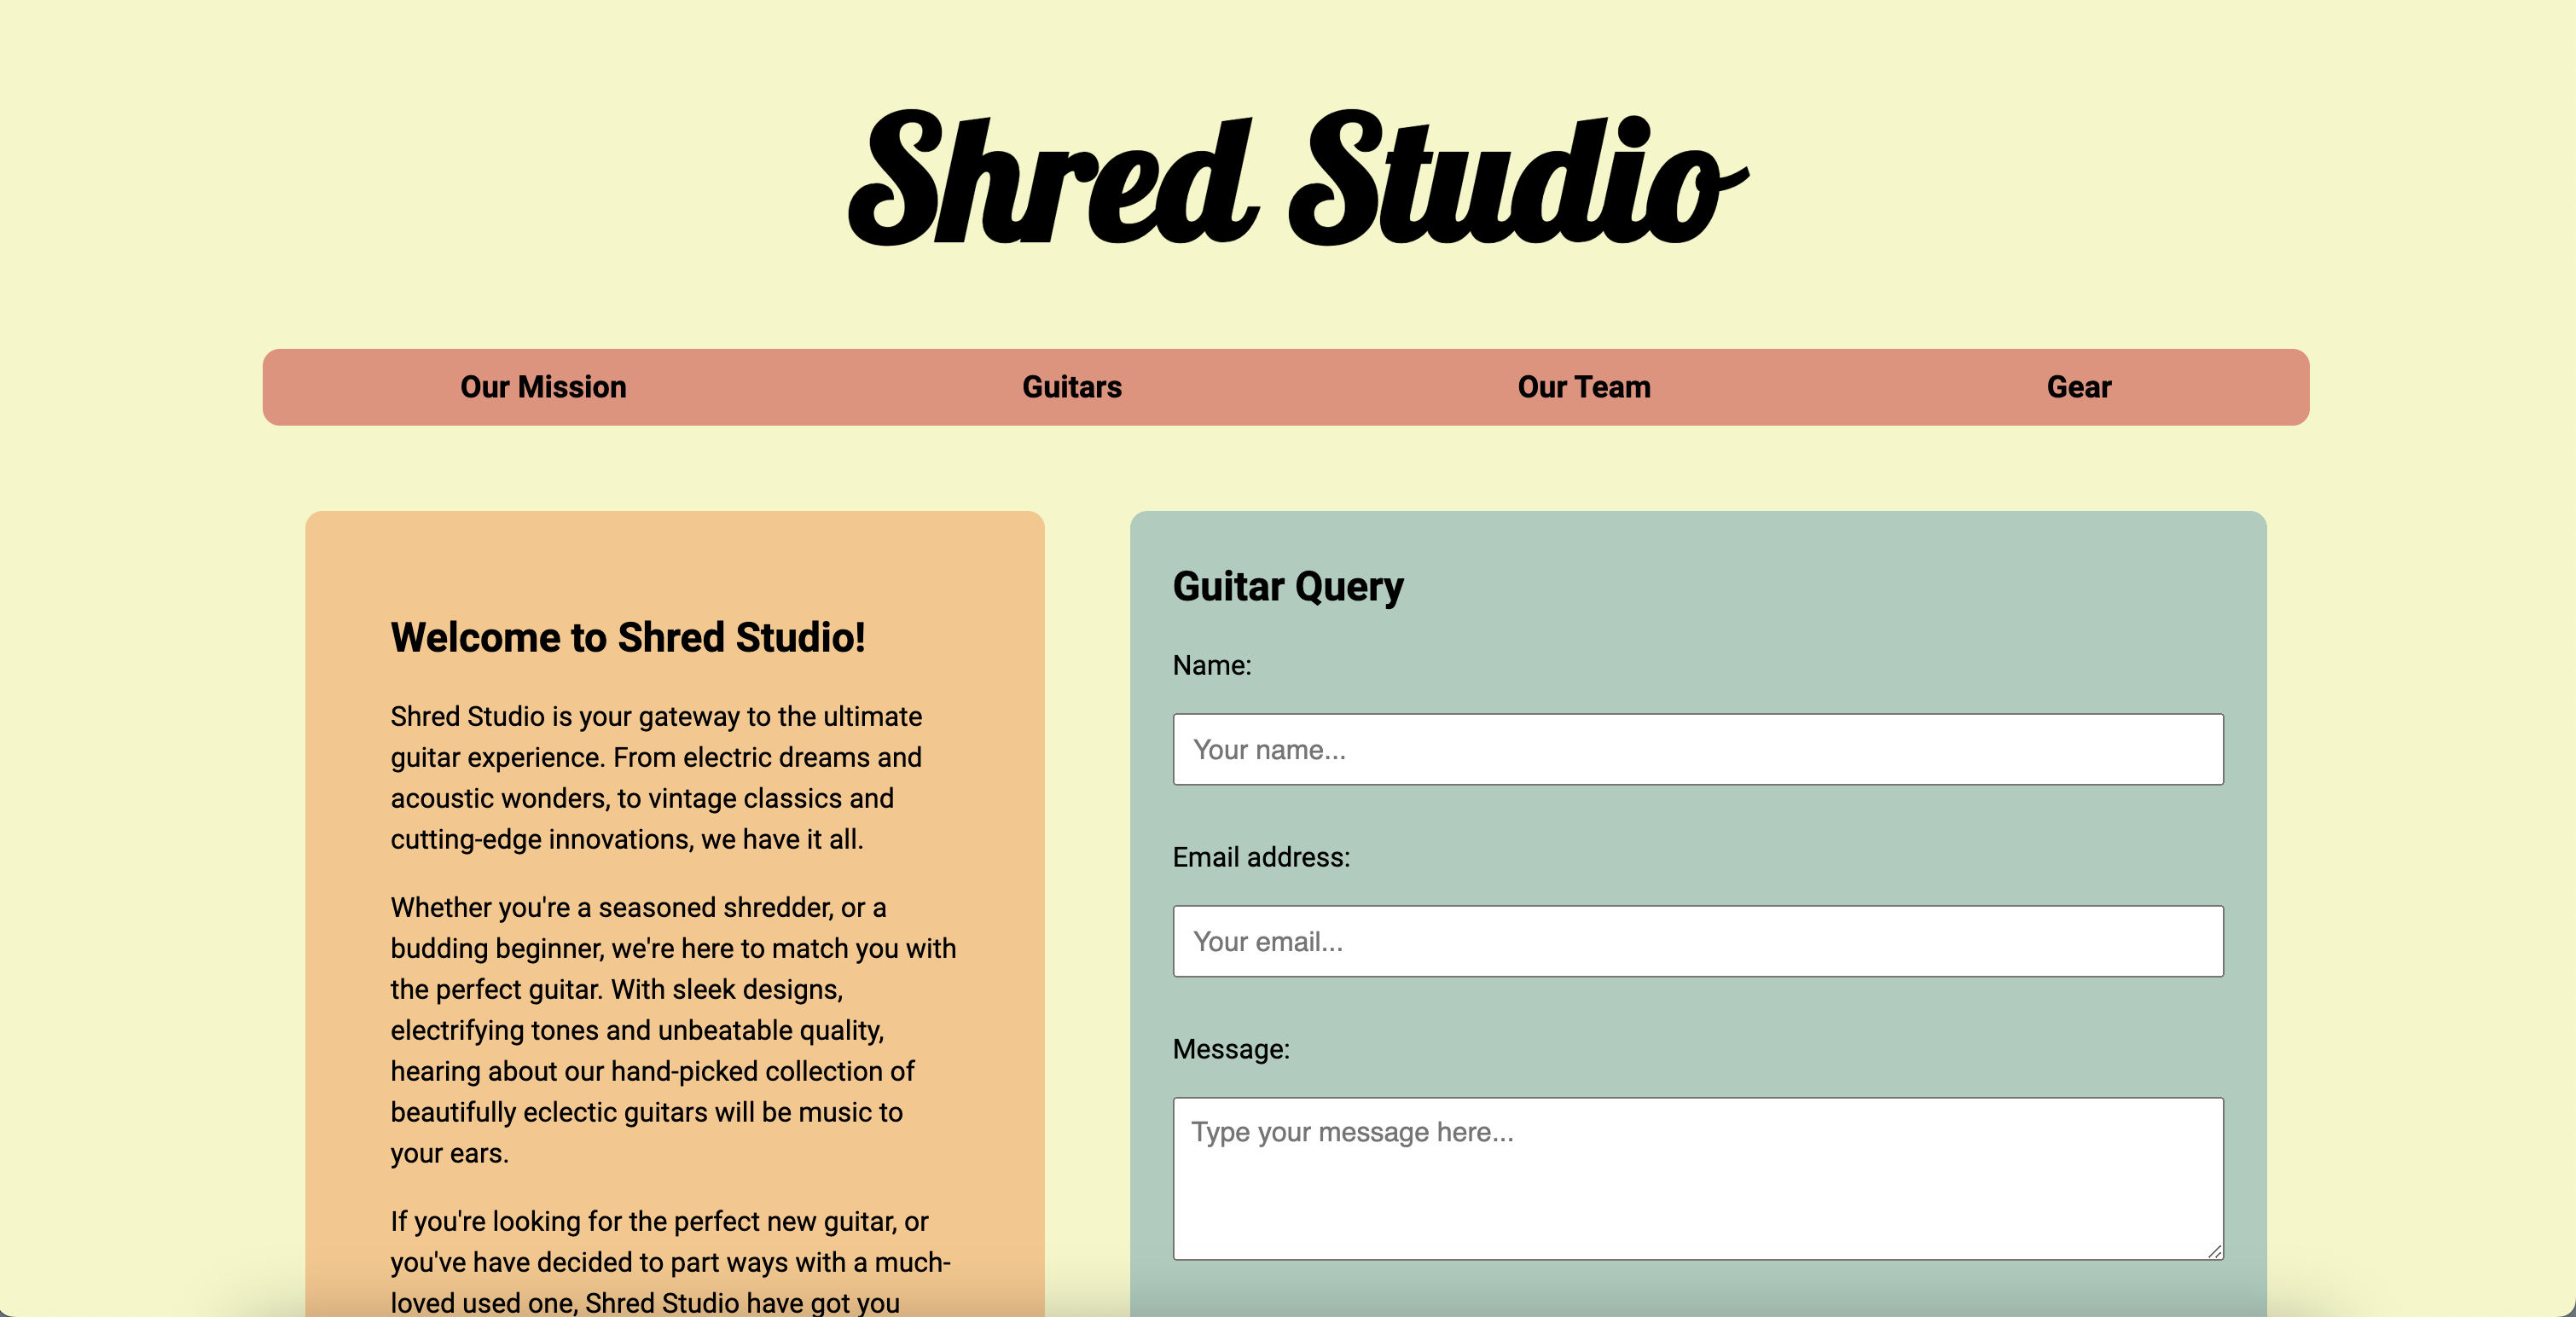 Shred Studio
Our Mission Guitars Our Team Gear
Welcome to Shred Studio!
Shred Studio is your gateway to the ultimate
guitar experience. From electric dreams and
acoustic wonders, to vintage classics and
cutting-edge innovations, we have it all.
Whether you're a seasoned shredder, or a
budding beginner, we're here to match you with
the perfect guitar. With sleek designs,
electrifying tones and unbeatable quality,
hearing about our hand-picked collection of
beautifully eclectic guitars will be music to
your ears.
If you're looking for the perfect new guitar, or
you've have decided to part ways with a much-
loved used one, Shred Studio have got you
Guitar Query
Name:
Your name...
Email address:
Your email...
Message:
Type your message here...